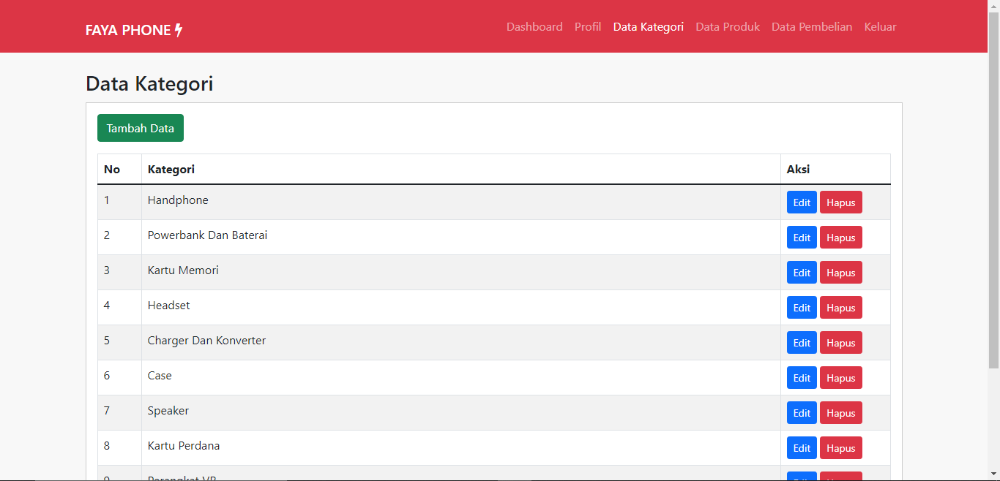 FAYA PHONE
Dashboard Profil Data Kategori Data Produk Data Pembelian Keluar
Data Kategori
Tambah Data
No Kategori Aksi
1 Handphone Edit Hapus
2 Powerbank Dan Baterai Edit Hapus
3 Kartu Memori Edit Hapus
4 Headset Edit Hapus
5 Charger Dan Konverter Edit Hapus
6 Case Edit Hapus
7 Speaker Edit Hapus
8 Kartu Perdana Edit Hapus
9 Perangkat VR